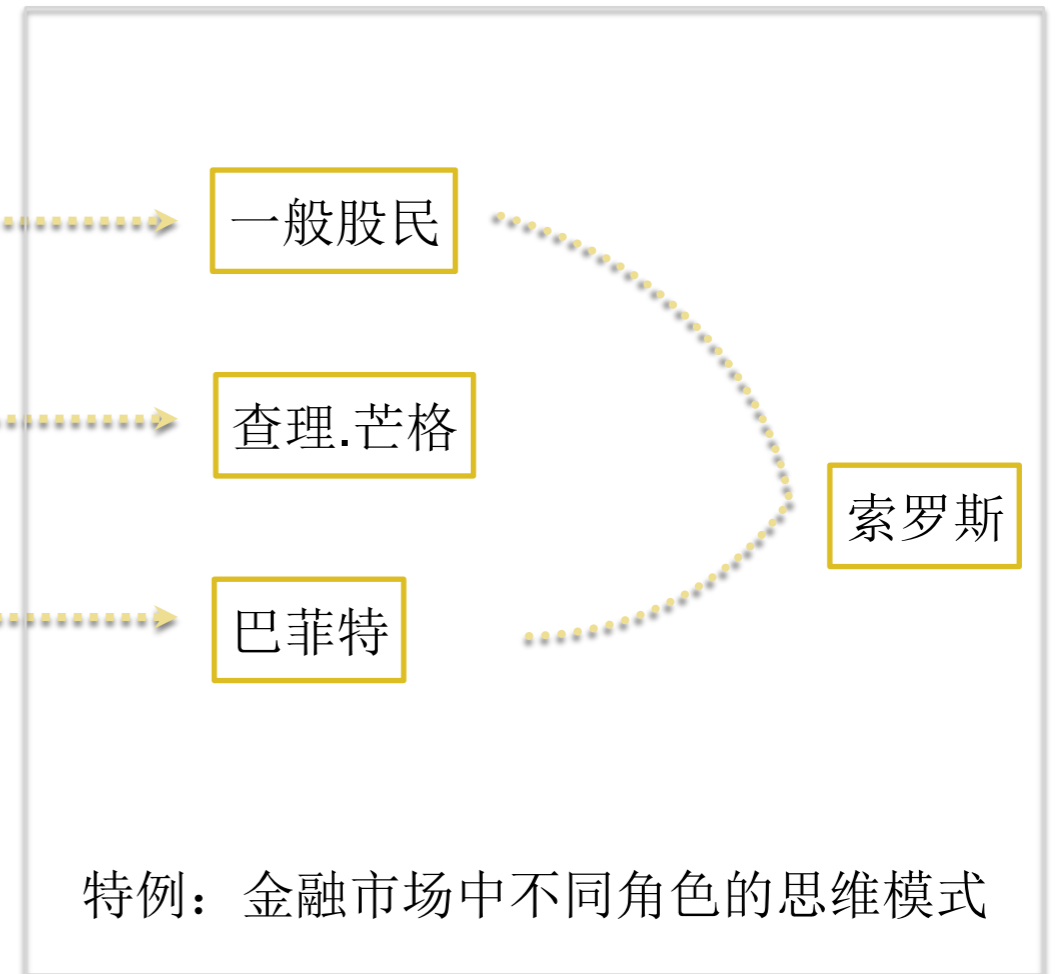 一般股民
查理.芒格
索罗斯
巴菲特
特例：金融市场中不同角色的思维模式